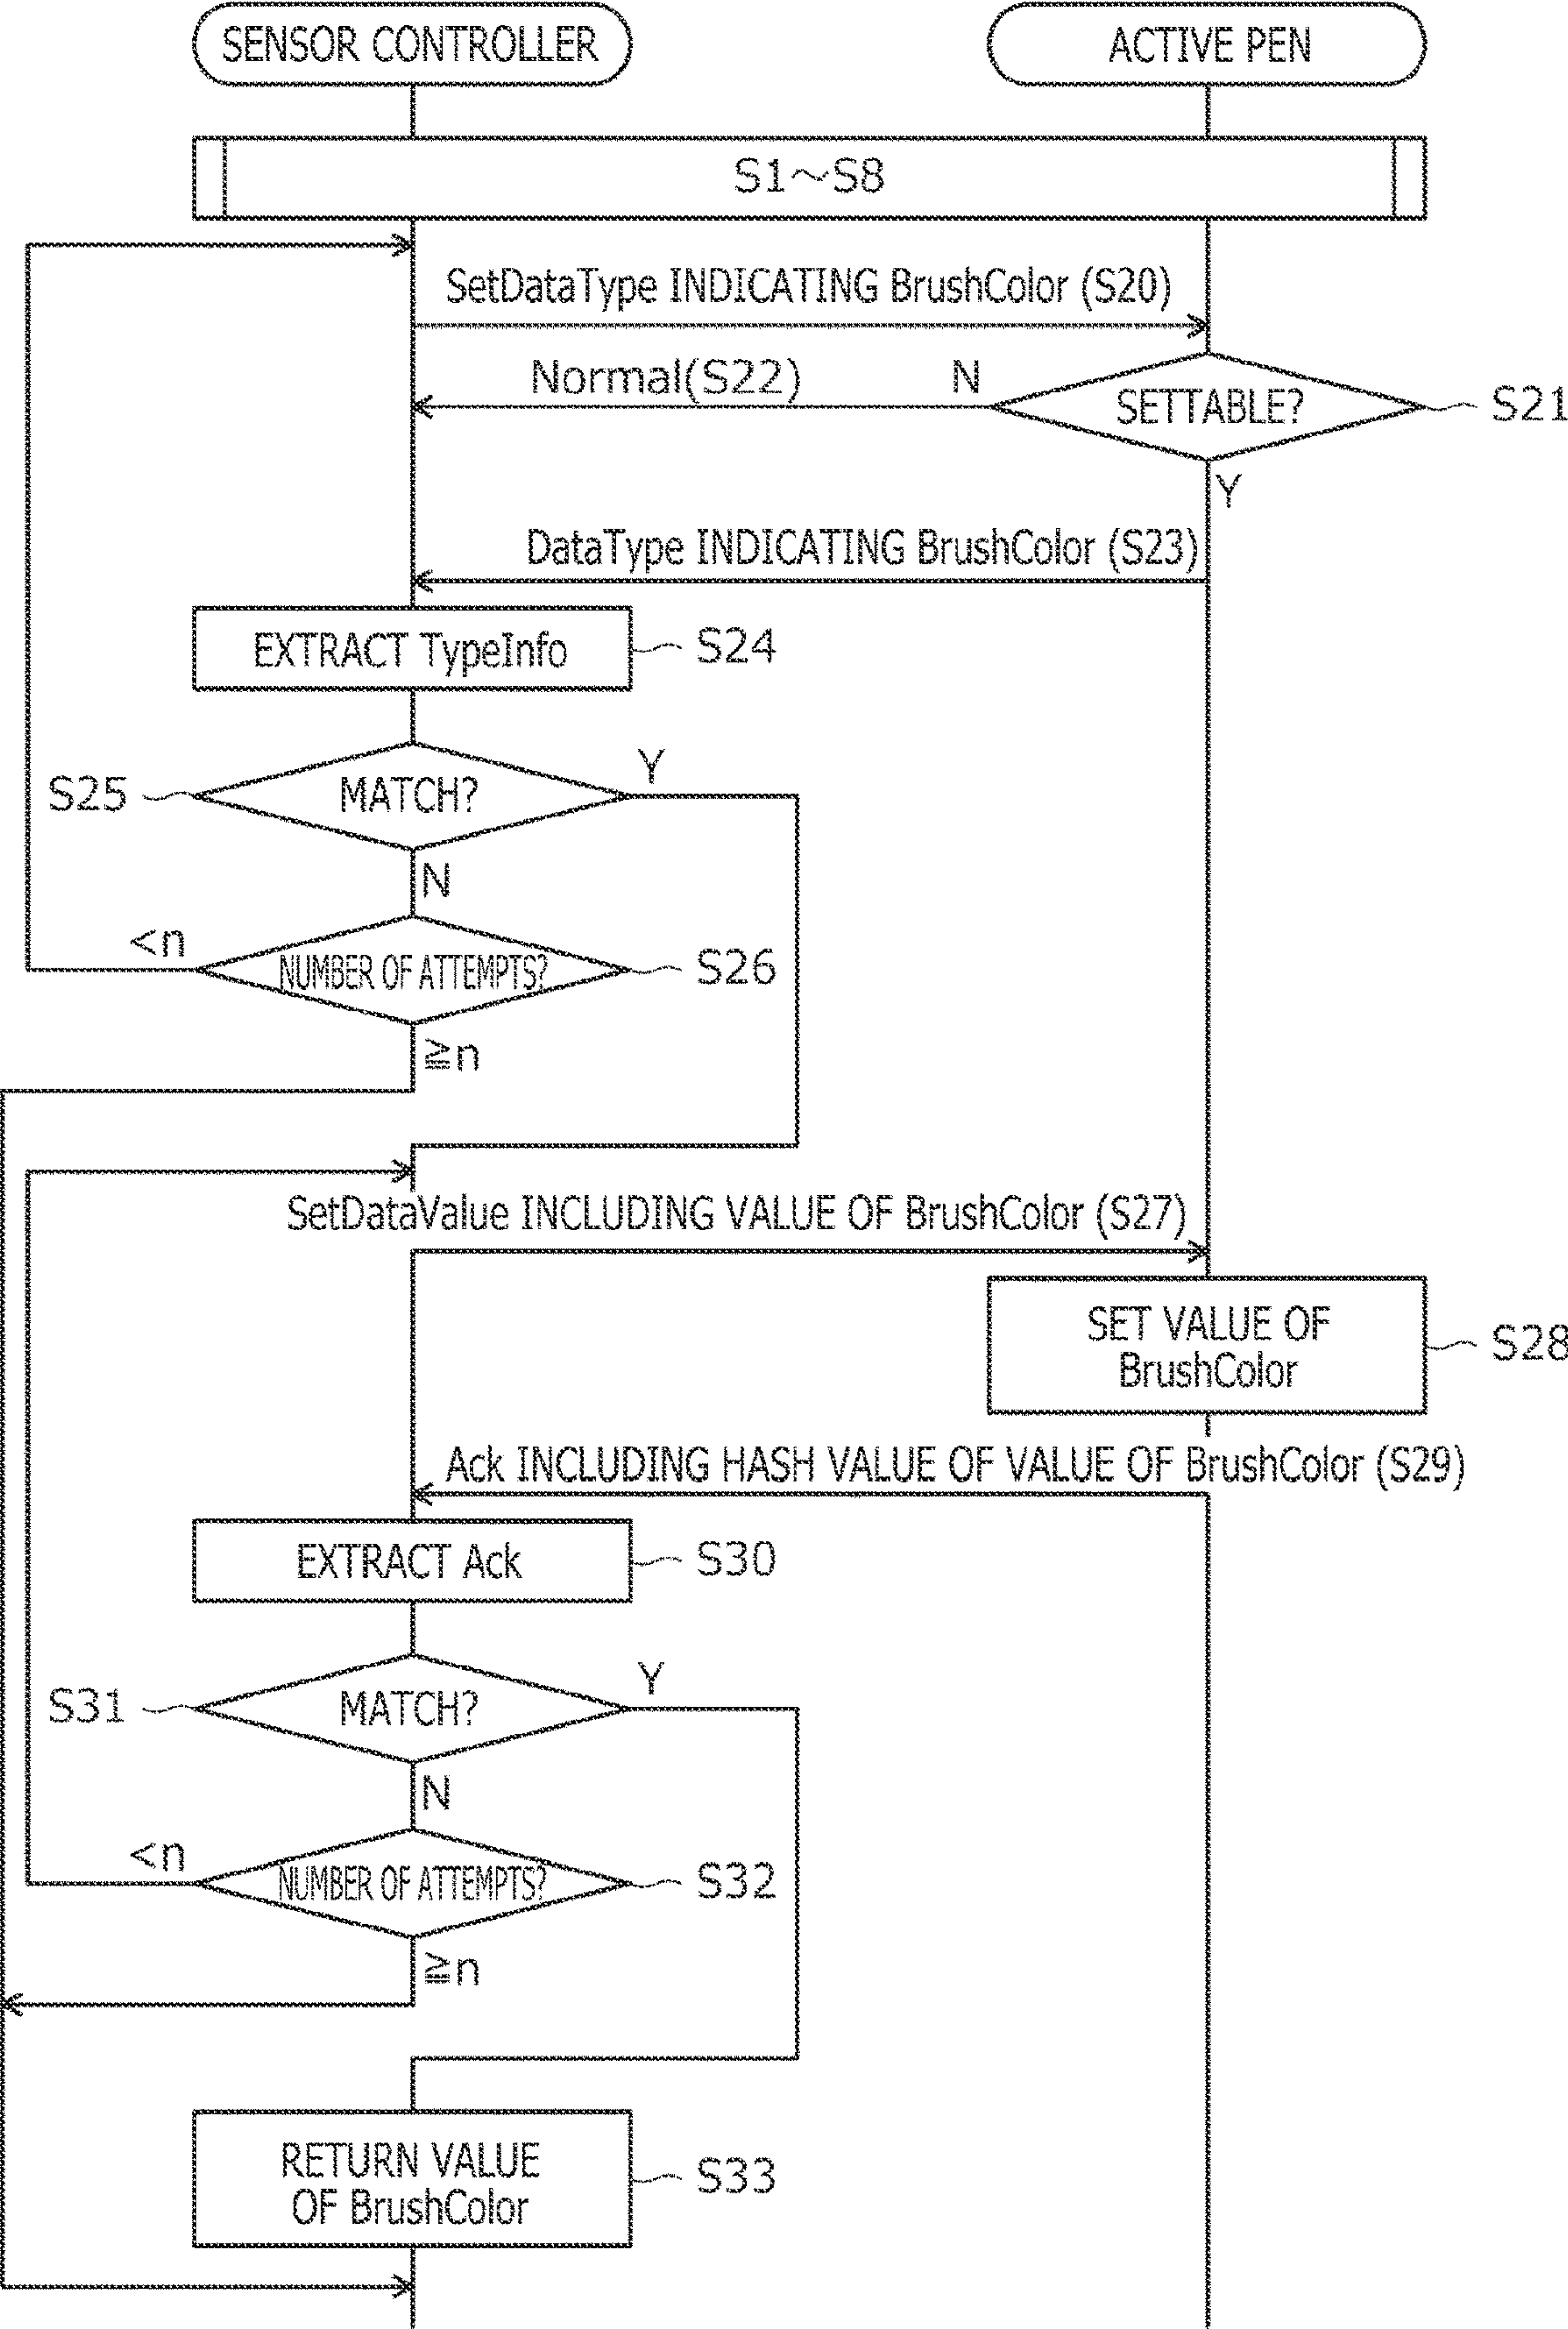 SENSOR CONTROLLER
ACTIVE PEN
S1～S8
SetDataType INDICATING BrushColor (S20)
Normal(S22)
N
SETTABLE?
S21
Y
DataType INDICATING BrushColor (S23)
EXTRACT TypeInfo
S24
Y
S25
MATCH?
N
<n
NUMBER OF ATTEMPTS?
S26
≧n
SetDataValue INCLUDING VALUE OF BrushColor (S27)
SET VALUE OF
BrushColor
S28
Ack INCLUDING HASH VALUE OF VALUE OF BrushColor (S29)
EXTRACT Ack
S30
Y
S31
MATCH?
N
<n
NUMBER OF ATTEMPTS?
S32
≧n
RETURN VALUE
OF BrushColor
S33